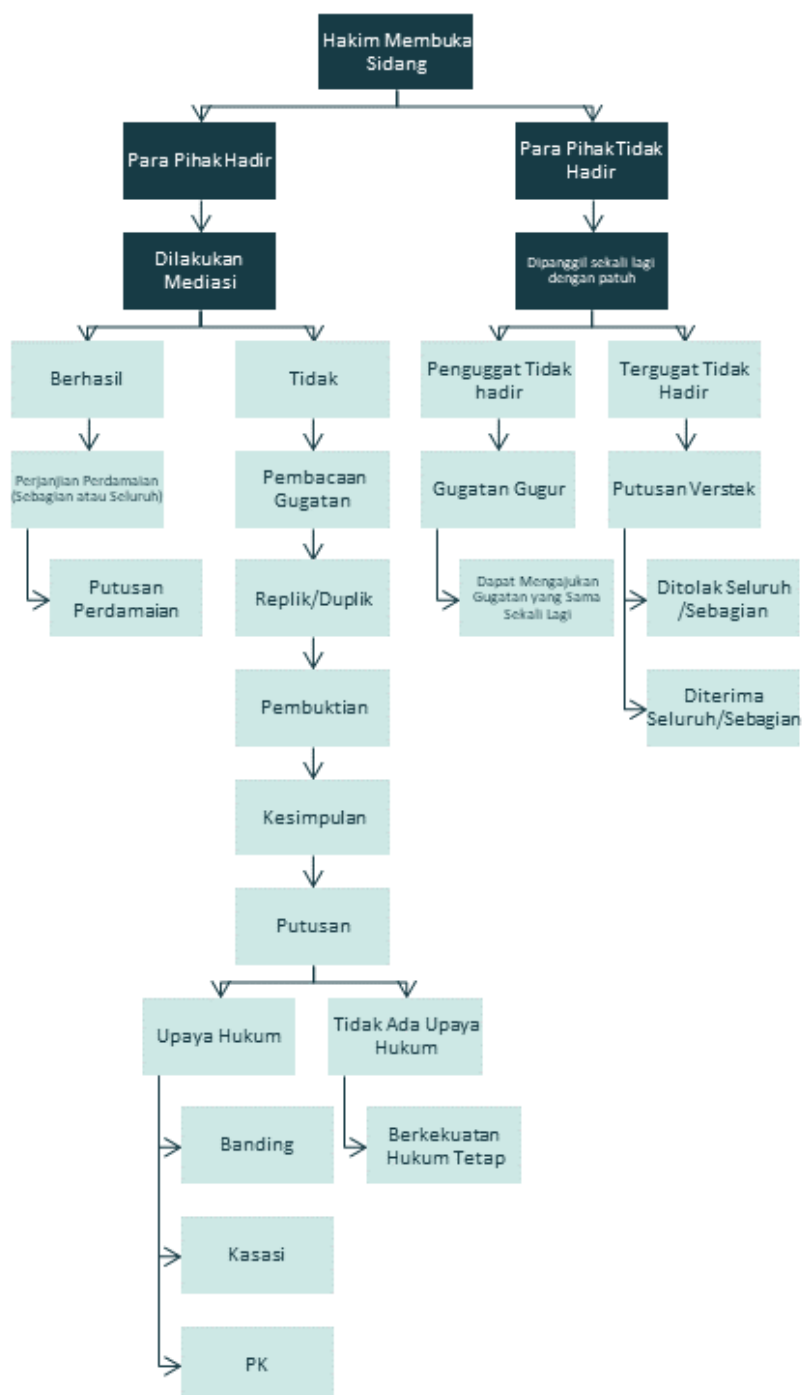 Hakim Membuka
Sidang
Para Pihak Hadir
Para Pihak Tidak
Hadir
Dilakukan
Mediasi
Dipanggil sekali lagi
dengan patuh
Berhasil
Tidak
Penguggat Tidak
hadir
Tergugat Tidak
Hadir
Perjanjian Perdamaian
(Sebagian atau Seluruh)
Pembacaan
Gugatan
Gugatan Gugur
Putusan Verstek
Putusan
Perdamaian
Replik/Duplik
Dapat Mengajukan
Gugatan yang Sama
Sekali Lagi
Ditolak Seluruh
/Sebagian
Pembuktian
Diterima
Seluruh/Sebagian
Kesimpulan
Putusan
Upaya Hukum
Tidak Ada Upaya
Hukum
Banding
Berkekuatan
Hukum Tetap
Kasasi
PK